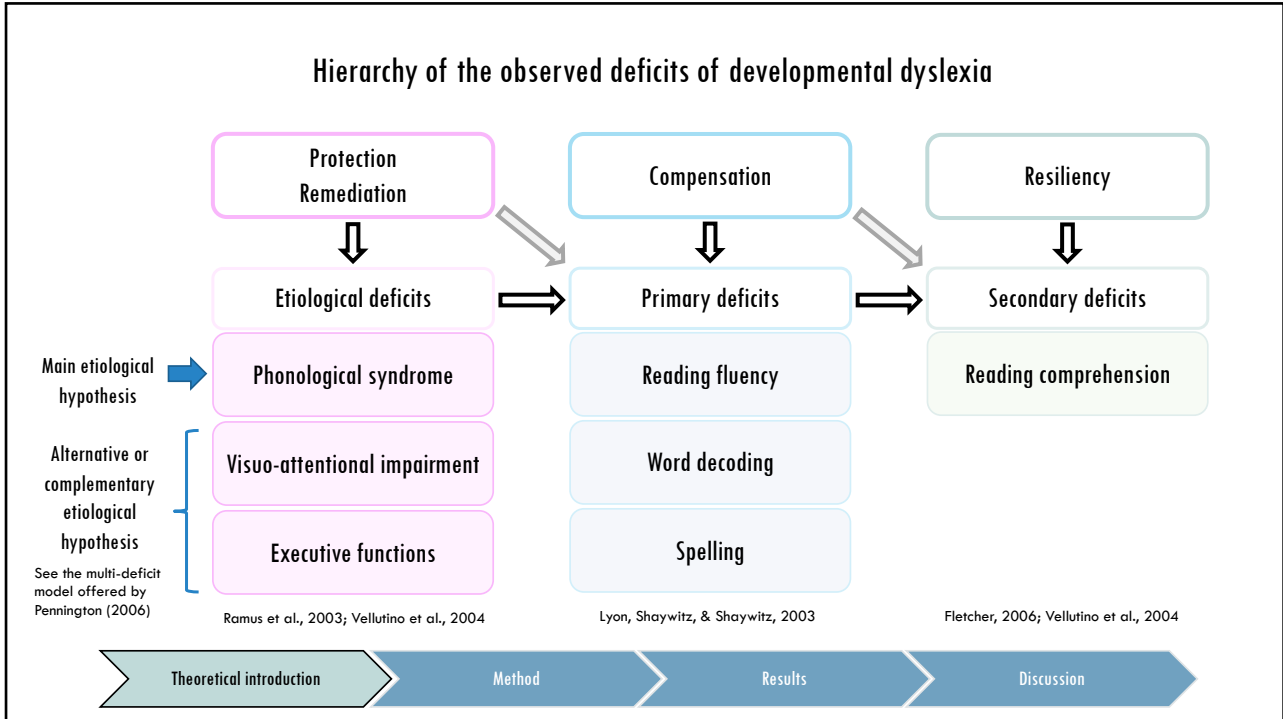 Hierarchy of the observed deficits of developmental dyslexia
Protection
Remediation
Compensation
Resiliency
Etiological deficits
Primary deficits
Secondary deficits
Main etiological
hypothesis
Phonological syndrome
Reading fluency
Reading comprehension
Alternative or
complementary
etiological
hypothesis
See the multi-deficit
model offered by
Pennington (2006)
Visuo-attentional impairment
Word decoding
Executive functions
Spelling
Ramus et al., 2003; Vellutino et al., 2004
Lyon, Shaywitz, & Shaywitz, 2003
Fletcher, 2006; Vellutino et al., 2004
Theoretical introduction
Method
Results
Discussion